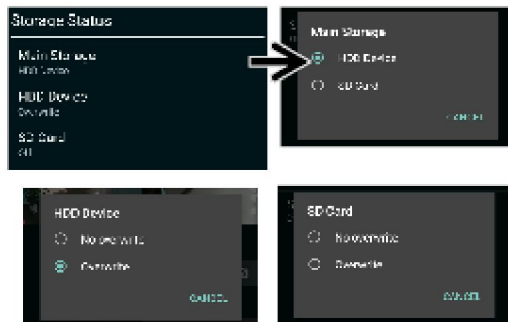 Storage Status
Main Storage
HDD Device
HDD Device
Overwrite
SD Card
Off
Main Storage
HDD Device
SD Card
CANCEL
HDD Device
No overwrite
Overwrite
CANCEL
SD Card
No overwrite
Overwrite
CANCEL